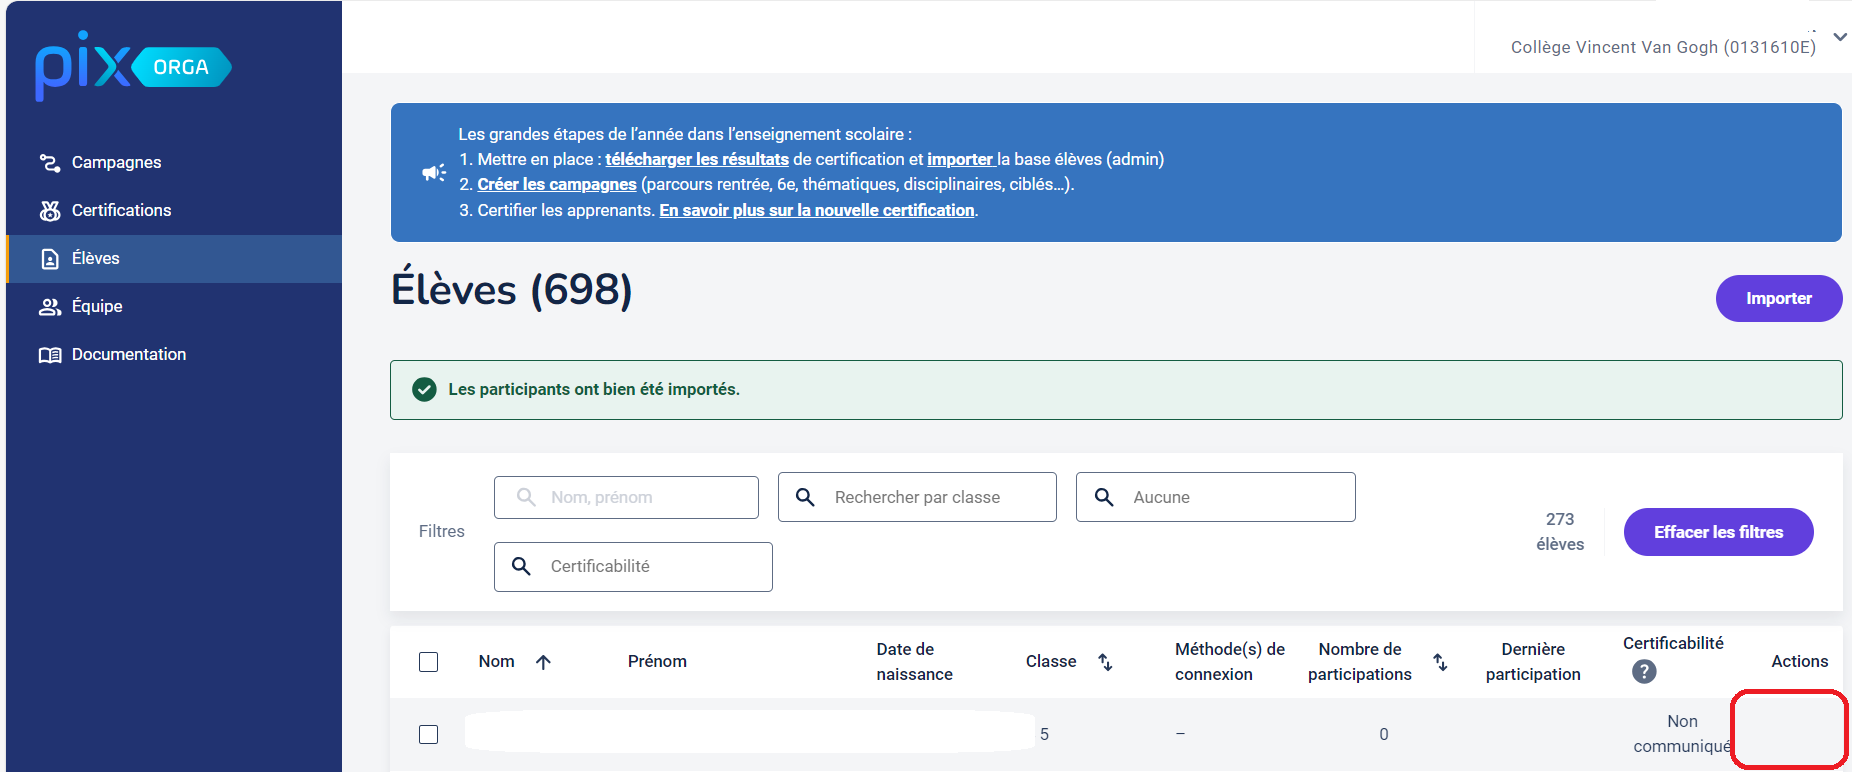 pix ORGA
Collège Vincent Van Gogh (0131610E)
Campagnes
Certifications
Élèves
Équipe
Documentation
Les grandes étapes de l'année dans l'enseignement scolaire :
1. Mettre en place : télécharger les résultats de certification et importer la base élèves (admin)
2. Créer les campagnes (parcours rentrée, 6e, thématiques, disciplinaires, ciblés…).
3. Certifier les apprenants. En savoir plus sur la nouvelle certification.
Élèves (698)
Importer
Les participants ont bien été importés.
Filtres
Nom, prénom
Rechercher par classe
Aucune
Certificabilité
273
élèves
Effacer les filtres
Nom
Prénom
Date de
naissance
Classe
Méthode(s) de
connexion
Nombre de
participations
Dernière
participation
Certificabilité
?
Actions
5
–
0
Non
communiqué